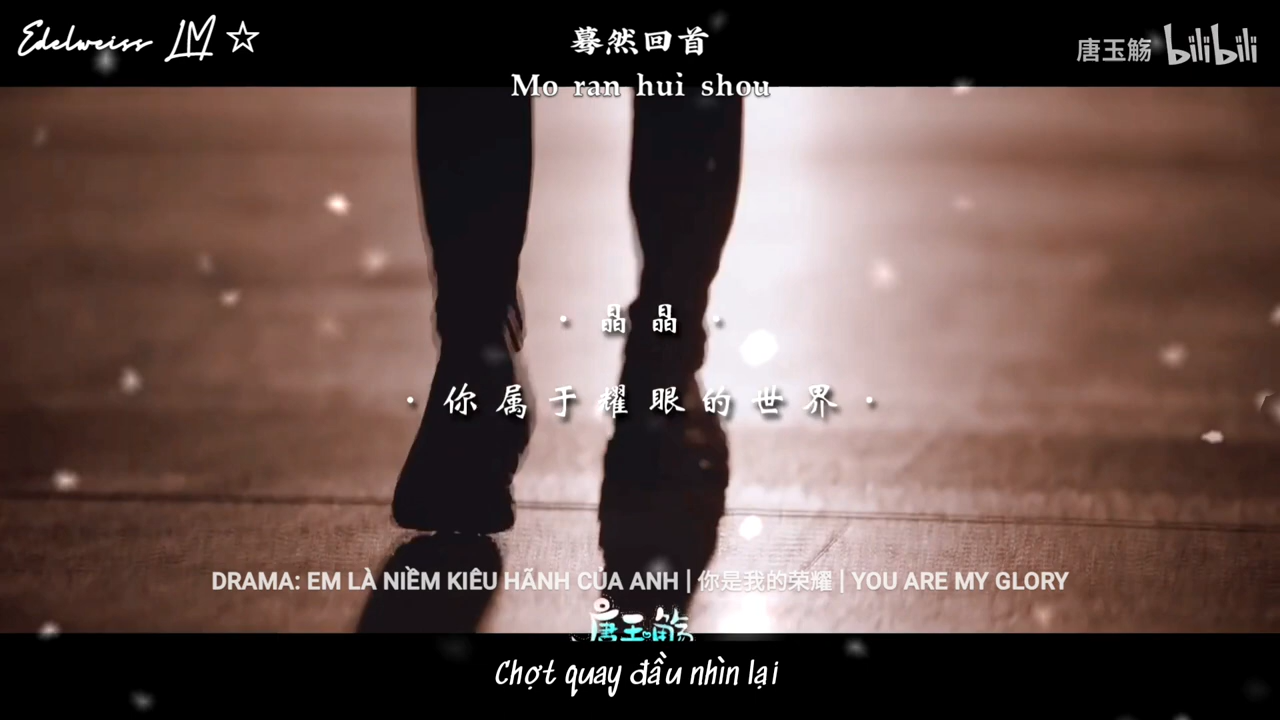 Edelweiss LM ☆
蓦然回首
唐玉觞 bilibili
Mo ran hui shou
· 晶 晶 ·
· 你 属 于 耀 眼 的 世 界 ·
DRAMA: EM LÀ NIỀM KIÊU HÃNH CỦA ANH | 你是我的荣耀 | YOU ARE MY GLORY
唐玉觞
Chợt quay đầu nhìn lại